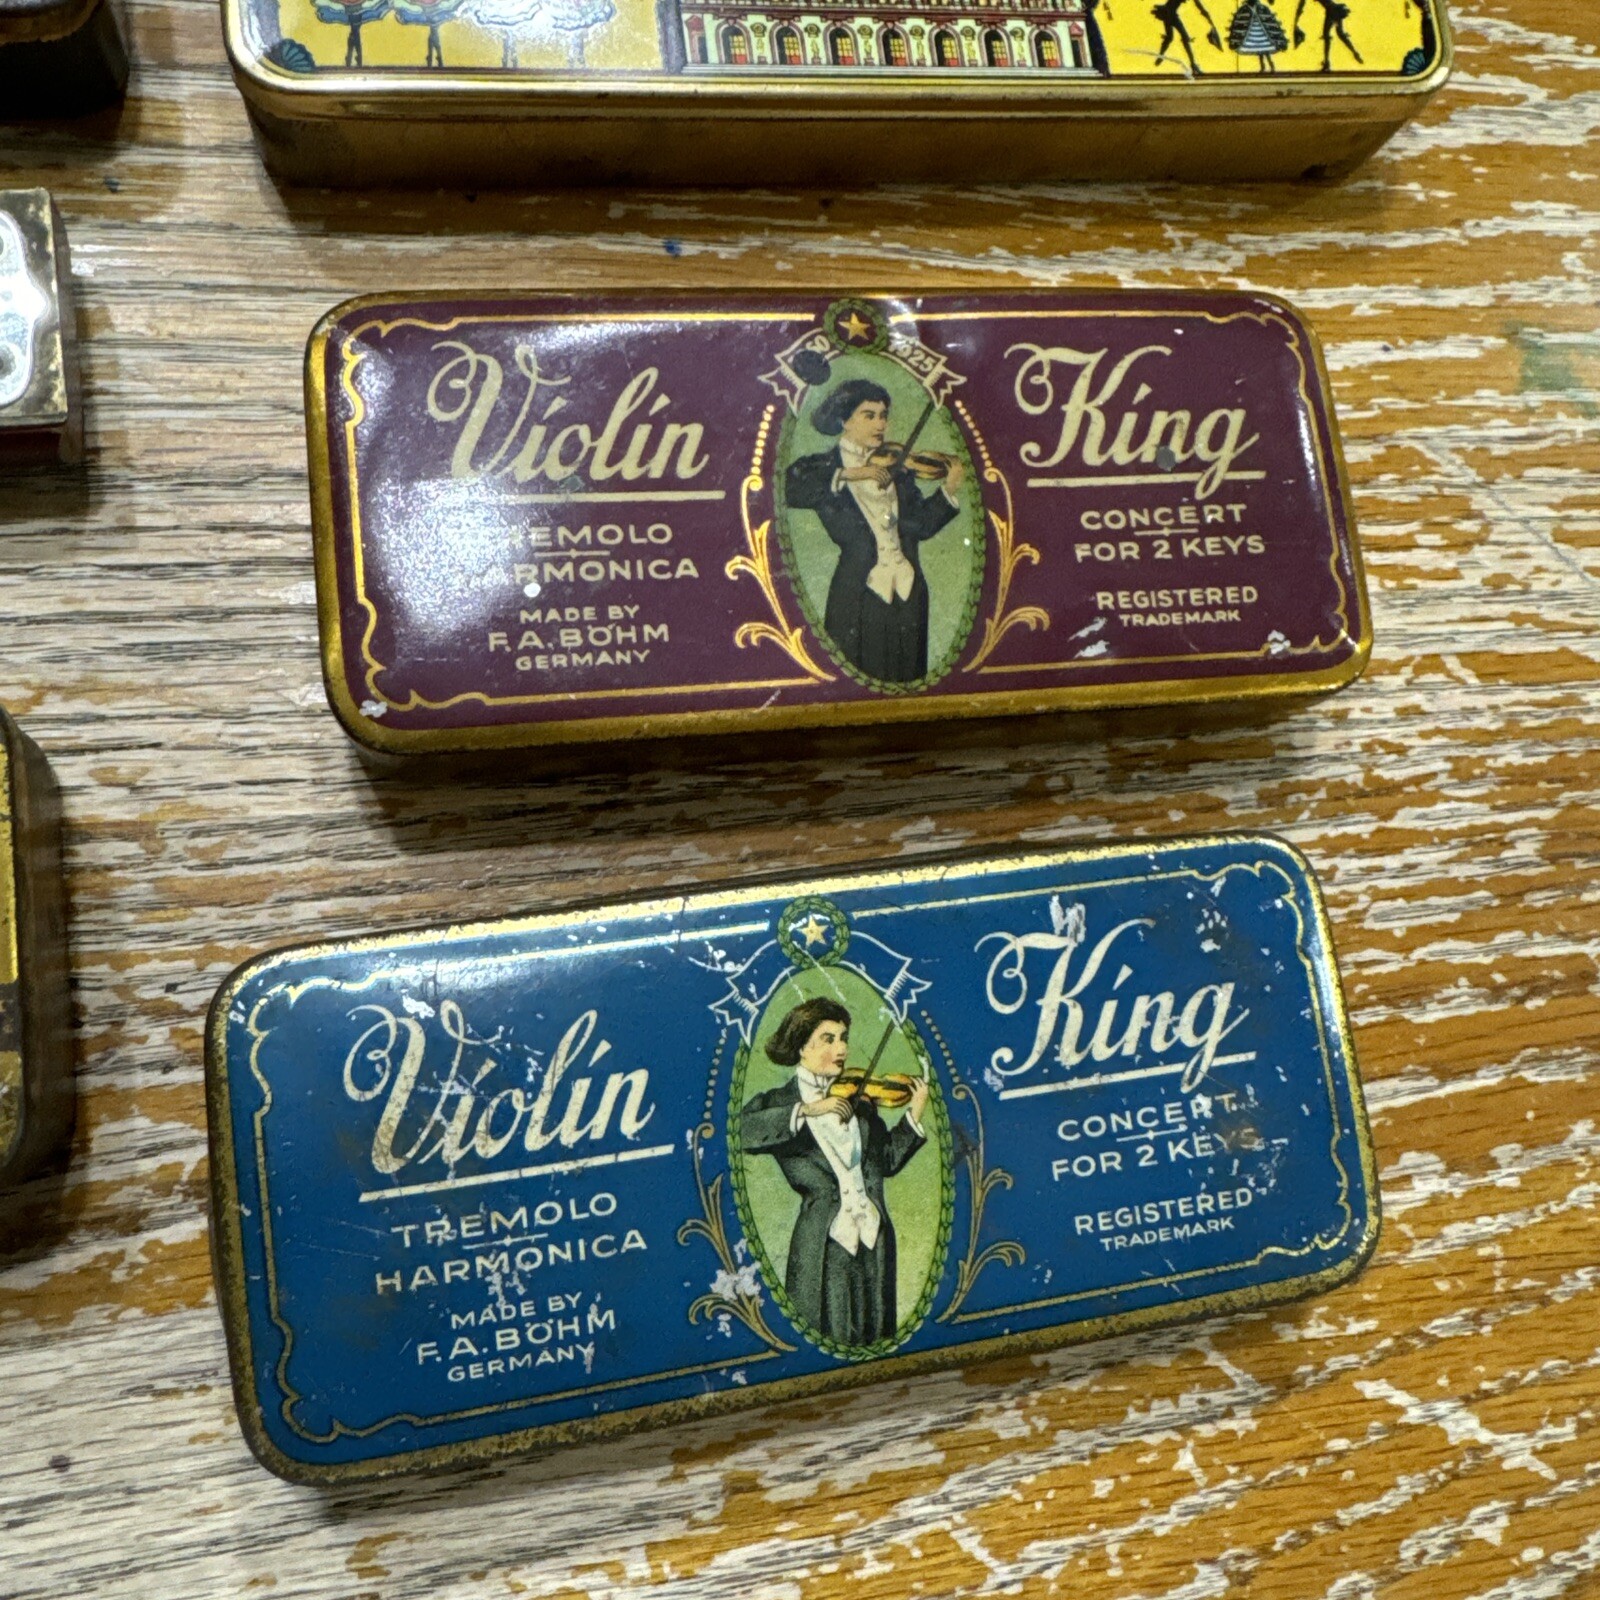 Violin
King
TREMOLO
HARMONICA
MADE BY
F.A. BÖHM
GERMANY
CONCERT
FOR 2 KEYS
REGISTERED
TRADEMARK
Violin
King
TREMOLO
HARMONICA
MADE BY
F.A. BÖHM
GERMANY
CONCERT
FOR 2 KEYS
REGISTERED
TRADEMARK